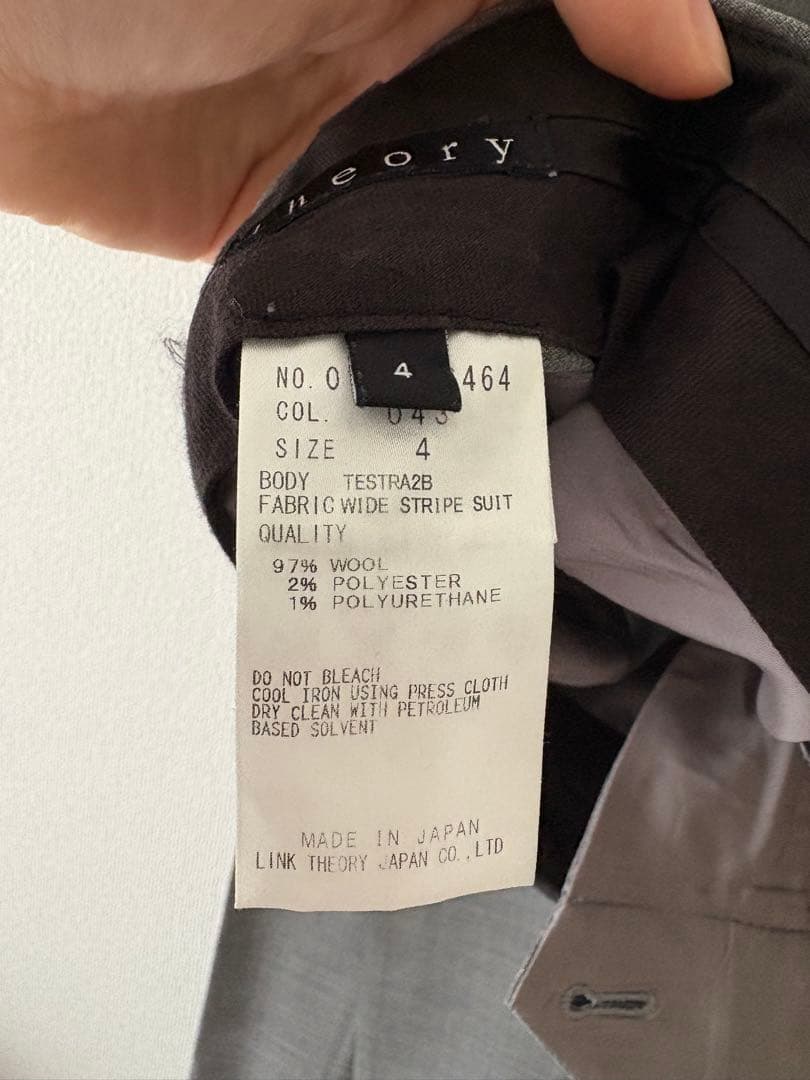 theory
4
NO. 0 464
COL. 043
SIZE 4
BODY TESTRA2B
FABRIC WIDE STRIPE SUIT
QUALITY
97% WOOL
2% POLYESTER
1% POLYURETHANE
DO NOT BLEACH
COOL IRON USING PRESS CLOTH
DRY CLEAN WITH PETROLEUM
BASED SOLVENT
MADE IN JAPAN
LINK THEORY JAPAN CO.,LTD